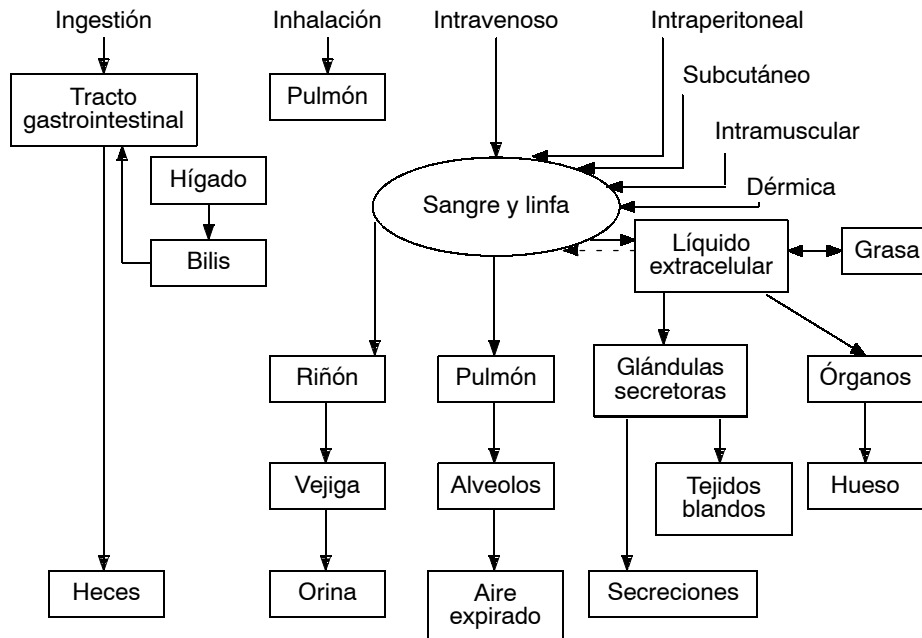 Ingestión
Inhalación
Intravenoso
Intraperitoneal
Subcutáneo
Intramuscular
Dérmica
Tracto
gastrointestinal
Pulmón
Hígado
Bilis
Sangre y linfa
Líquido
extracelular
Grasa
Riñón
Pulmón
Glándulas
secretoras
Órganos
Vejiga
Alveolos
Tejidos
blandos
Hueso
Heces
Orina
Aire
expirado
Secreciones